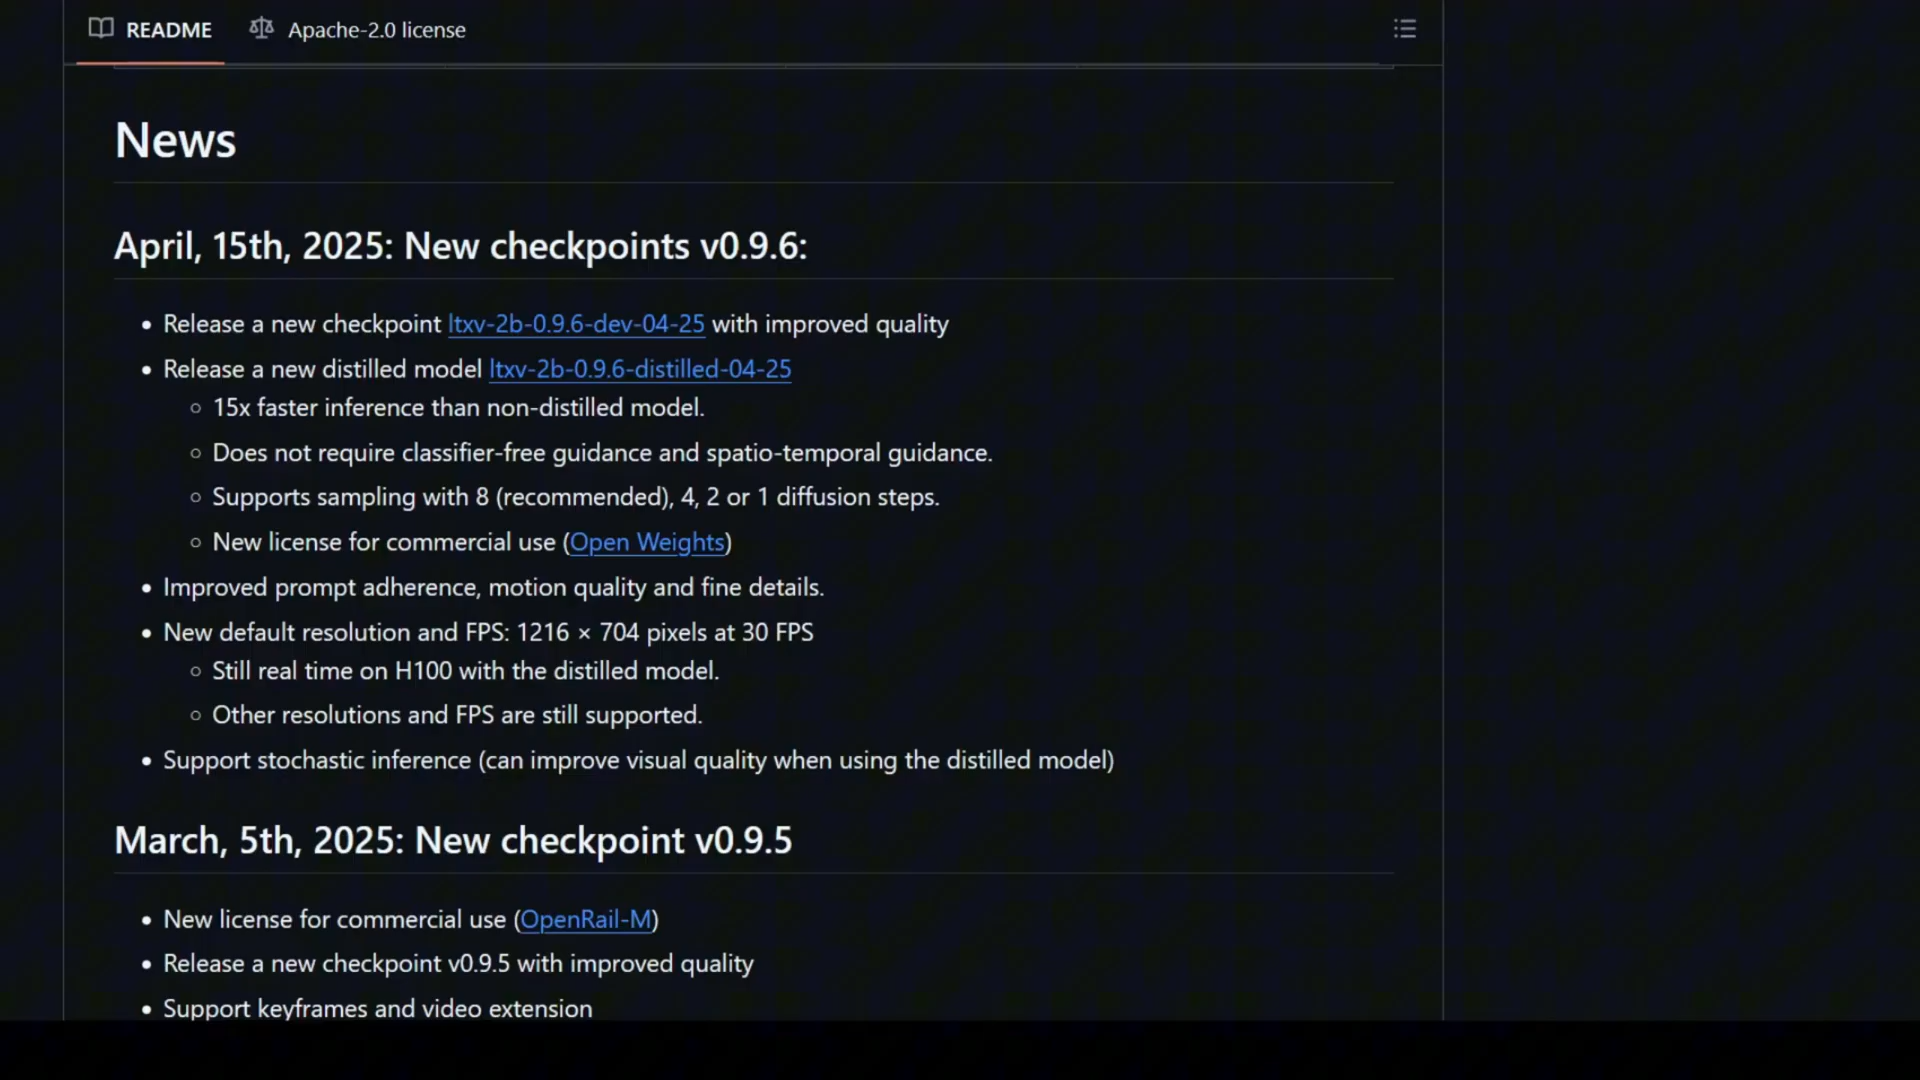 README
Apache-2.0 license
News
April, 15th, 2025: New checkpoints v0.9.6:
Release a new checkpoint ltxv-2b-0.9.6-dev-04-25 with improved quality
Release a new distilled model ltxv-2b-0.9.6-distilled-04-25
15x faster inference than non-distilled model.
Does not require classifier-free guidance and spatio-temporal guidance.
Supports sampling with 8 (recommended), 4, 2 or 1 diffusion steps.
New license for commercial use (Open Weights)
Improved prompt adherence, motion quality and fine details.
New default resolution and FPS: 1216 × 704 pixels at 30 FPS
Still real time on H100 with the distilled model.
Other resolutions and FPS are still supported.
Support stochastic inference (can improve visual quality when using the distilled model)
March, 5th, 2025: New checkpoint v0.9.5
New license for commercial use (OpenRail-M)
Release a new checkpoint v0.9.5 with improved quality
Support keyframes and video extension